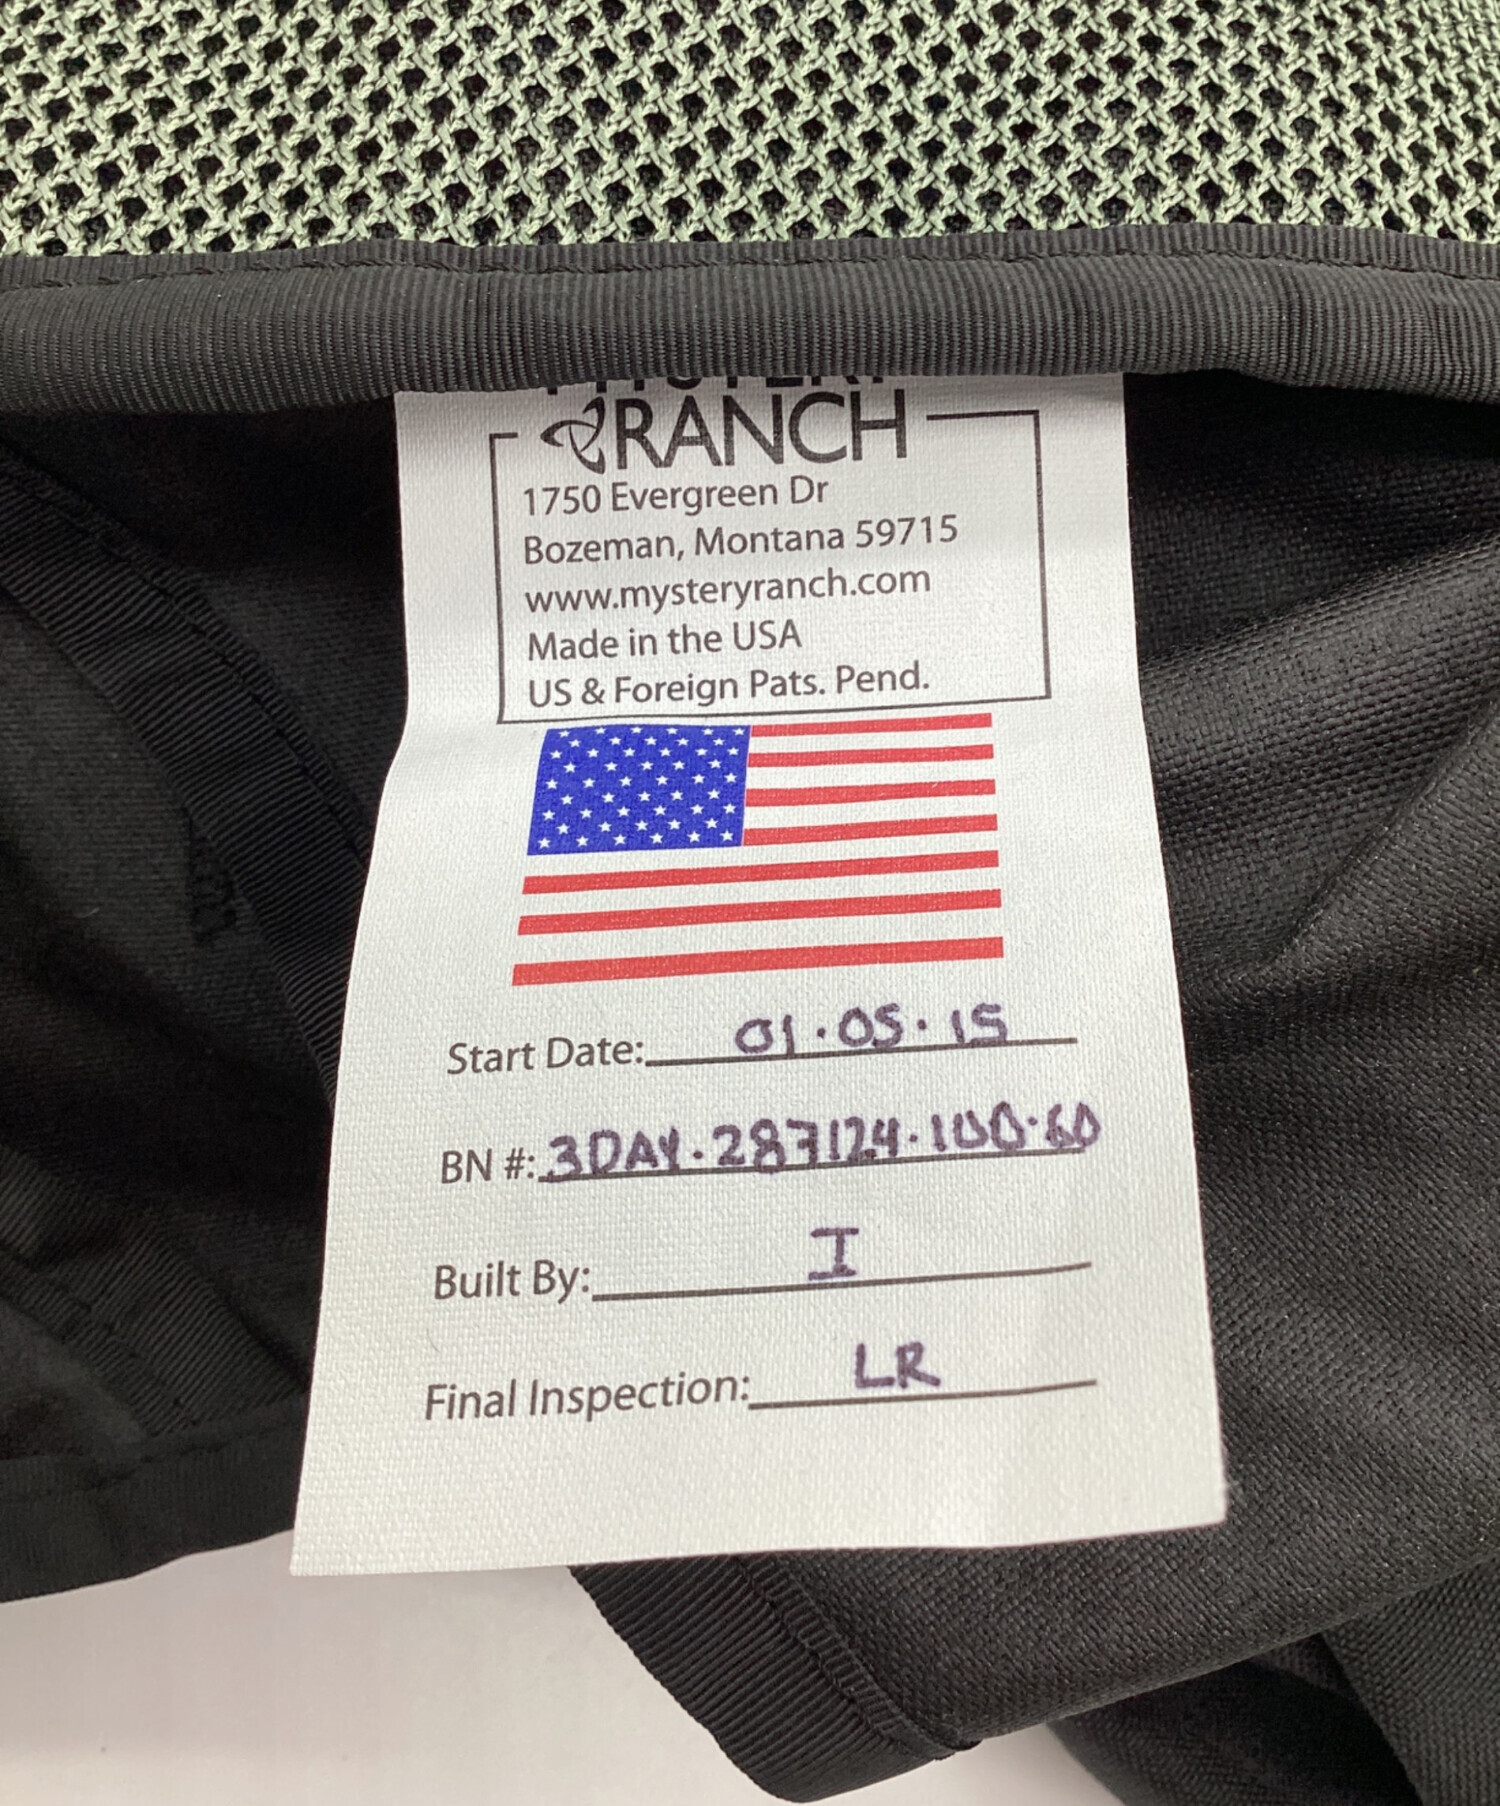 MYSTERY
RANCH
1750 Evergreen Dr
Bozeman, Montana 59715
www.mysteryranch.com
Made in the USA
US & Foreign Pats. Pend.
Start Date: 01.05.15
BN #: 3DAY.287124.100.60
Built By: I
Final Inspection: LR